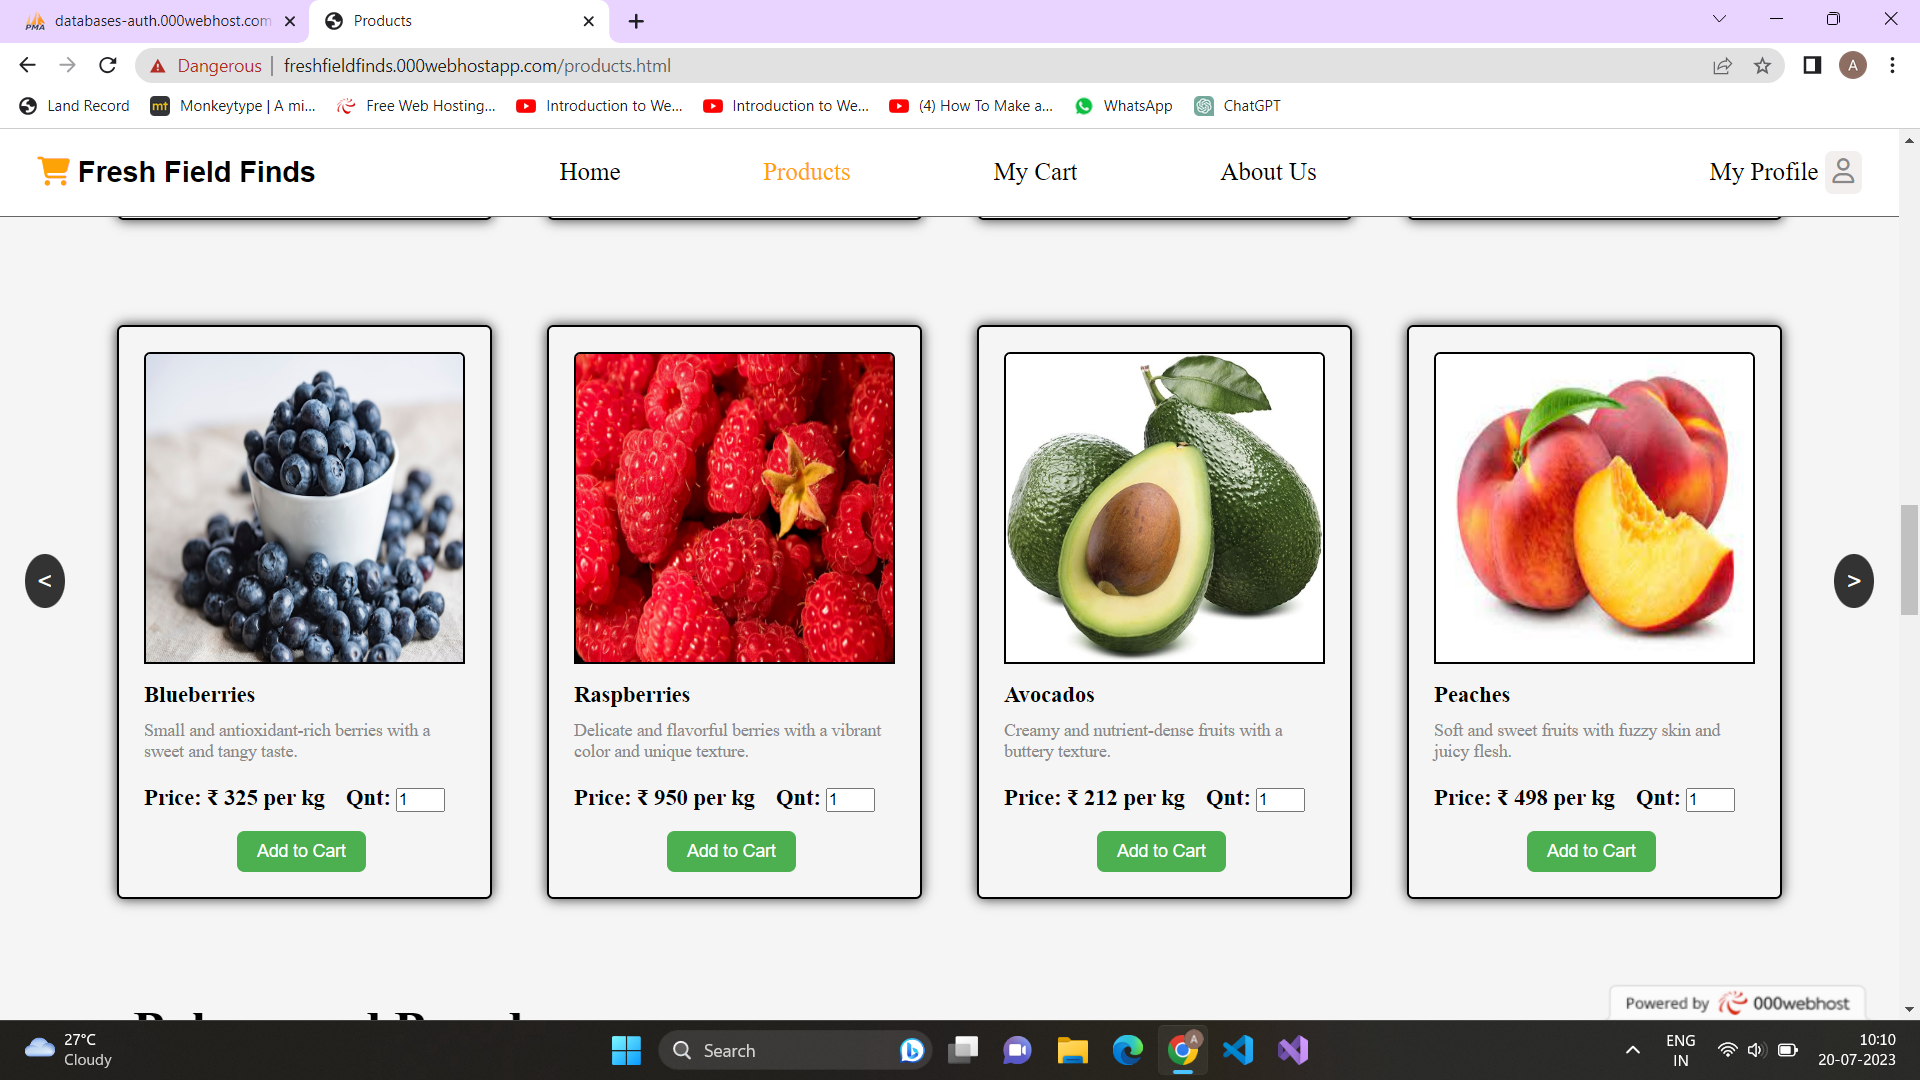 databases-auth.000webhost.com
Products
Dangerous | freshfieldfinds.000webhostapp.com/products.html
A
Land Record
mt Monkeytype | A mi...
Free Web Hosting...
Introduction to We...
Introduction to We...
(4) How To Make a...
WhatsApp
ChatGPT
Fresh Field Finds
Home
Products
My Cart
About Us
My Profile
<
>
Blueberries
Small and antioxidant-rich berries with a
sweet and tangy taste.
Price: ₹ 325 per kg Qnt: 1
Add to Cart
Raspberries
Delicate and flavorful berries with a vibrant
color and unique texture.
Price: ₹ 950 per kg Qnt: 1
Add to Cart
Avocados
Creamy and nutrient-dense fruits with a
buttery texture.
Price: ₹ 212 per kg Qnt: 1
Add to Cart
Peaches
Soft and sweet fruits with fuzzy skin and
juicy flesh.
Price: ₹ 498 per kg Qnt: 1
Add to Cart
Powered by 000webhost
27°C
Cloudy
Search
A
ENG
IN
10:10
20-07-2023